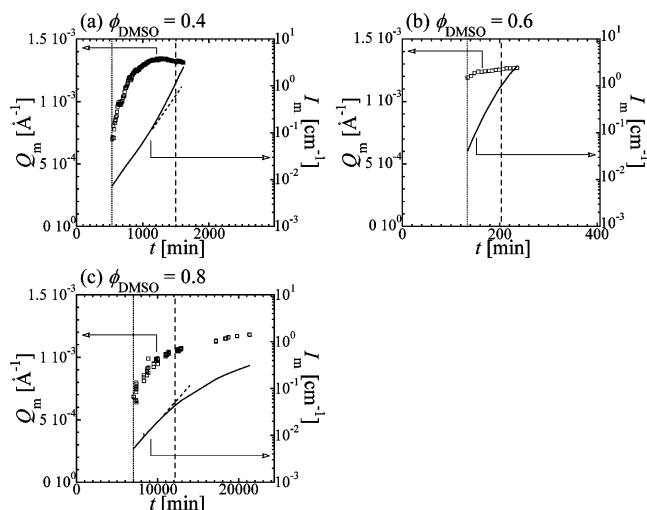 (a) ϕDMSO = 0.4
1.5 10⁻³
1 10⁻³
5 10⁻⁴
0 10⁰
Qm [Å⁻¹]
10¹
10⁰
10⁻¹
10⁻²
10⁻³
Im [cm⁻¹]
0 2000
t [min]
(b) ϕDMSO = 0.6
1.5 10⁻³
1 10⁻³
5 10⁻⁴
0 10⁰
Qm [Å⁻¹]
10¹
10⁰
10⁻¹
10⁻²
10⁻³
Im [cm⁻¹]
0 200 400
t [min]
(c) ϕDMSO = 0.8
1.5 10⁻³
1 10⁻³
5 10⁻⁴
0 10⁰
Qm [Å⁻¹]
10¹
10⁰
10⁻¹
10⁻²
10⁻³
Im [cm⁻¹]
0 10000 20000
t [min]